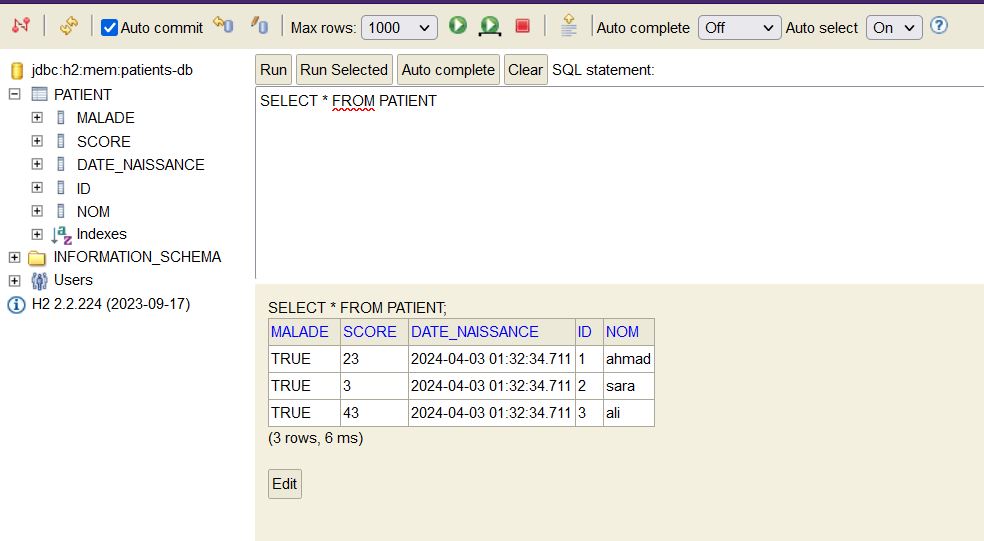 Auto commit Max rows: 1000 Auto complete Off Auto select On
jdbc:h2:mem:patients-db
PATIENT
MALADE
SCORE
DATE_NAISSANCE
ID
NOM
Indexes
INFORMATION_SCHEMA
Users
H2 2.2.224 (2023-09-17)
Run Run Selected Auto complete Clear SQL statement:
SELECT * FROM PATIENT
SELECT * FROM PATIENT;
MALADE SCORE DATE_NAISSANCE ID NOM
TRUE 23 2024-04-03 01:32:34.711 1 ahmad
TRUE 3 2024-04-03 01:32:34.711 2 sara
TRUE 43 2024-04-03 01:32:34.711 3 ali
(3 rows, 6 ms)
Edit